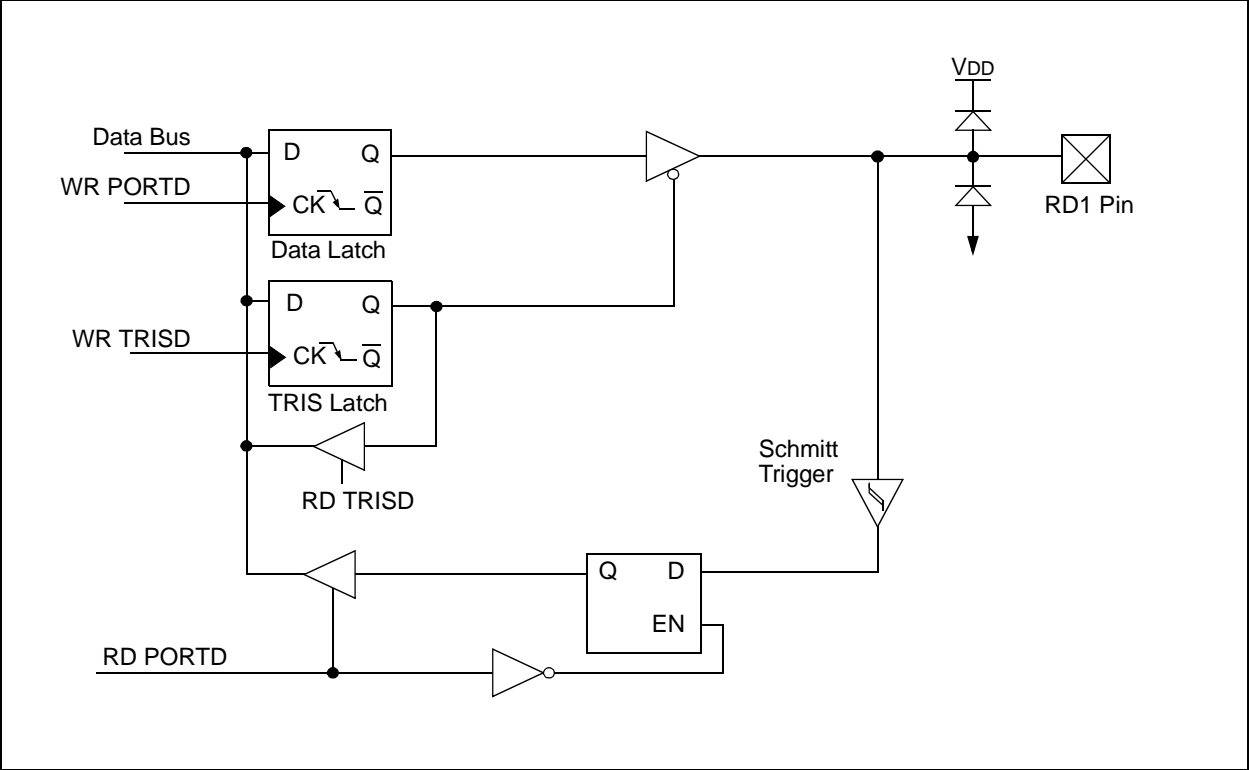 VDD
Data Bus
D Q
WR PORTD
CK Q̅
RD1 Pin
Data Latch
D Q
WR TRISD
CK Q̅
TRIS Latch
Schmitt
Trigger
RD TRISD
Q D
EN
RD PORTD